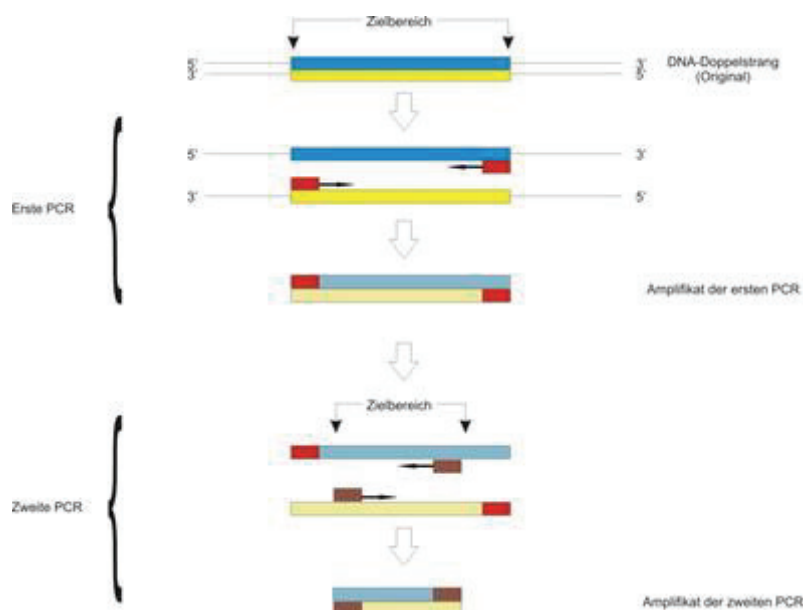 Zielbereich
5' 3' DNA-Doppelstrang
3' 5' (Original)
5' 3'
3' 5'
Erste PCR
Amplifikat der ersten PCR
Zielbereich
Zweite PCR
Amplifikat der zweiten PCR